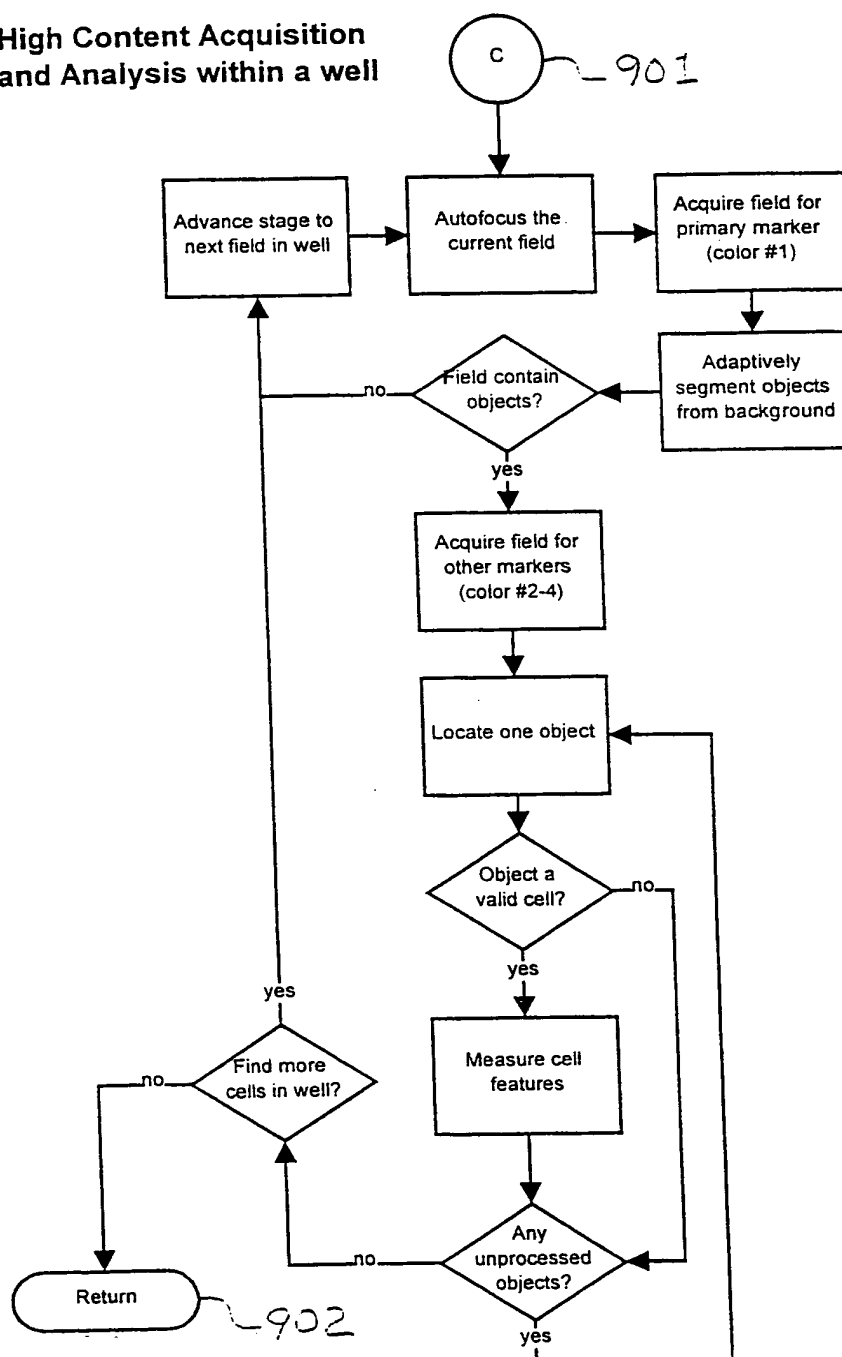 High Content Acquisition
and Analysis within a well
C
901
Advance stage to
next field in well
Autofocus the
current field
Acquire field for
primary marker
(color #1)
Adaptively
segment objects
from background
Field contain
objects?
no
yes
Acquire field for
other markers
(color #2-4)
Locate one object
Object a
valid cell?
no
yes
Measure cell
features
Any
unprocessed
objects?
no
yes
Find more
cells in well?
yes
no
Return
902